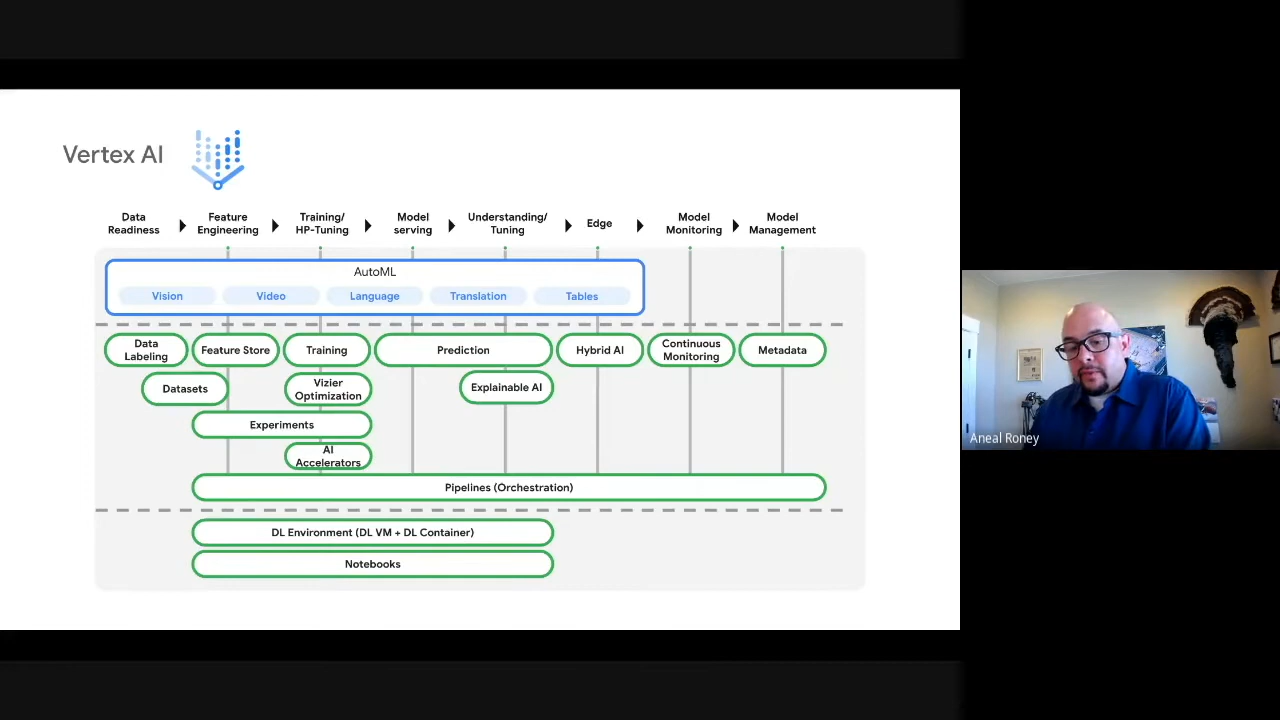 Vertex AI
Data
Readiness
Feature
Engineering
Training/
HP-Tuning
Model
serving
Understanding/
Tuning
Edge
Model
Monitoring
Model
Management
AutoML
Vision
Video
Language
Translation
Tables
Data
Labeling
Feature Store
Training
Prediction
Hybrid AI
Continuous
Monitoring
Metadata
Datasets
Vizier
Optimization
Explainable AI
Experiments
AI
Accelerators
Pipelines (Orchestration)
DL Environment (DL VM + DL Container)
Notebooks
Aneal Roney